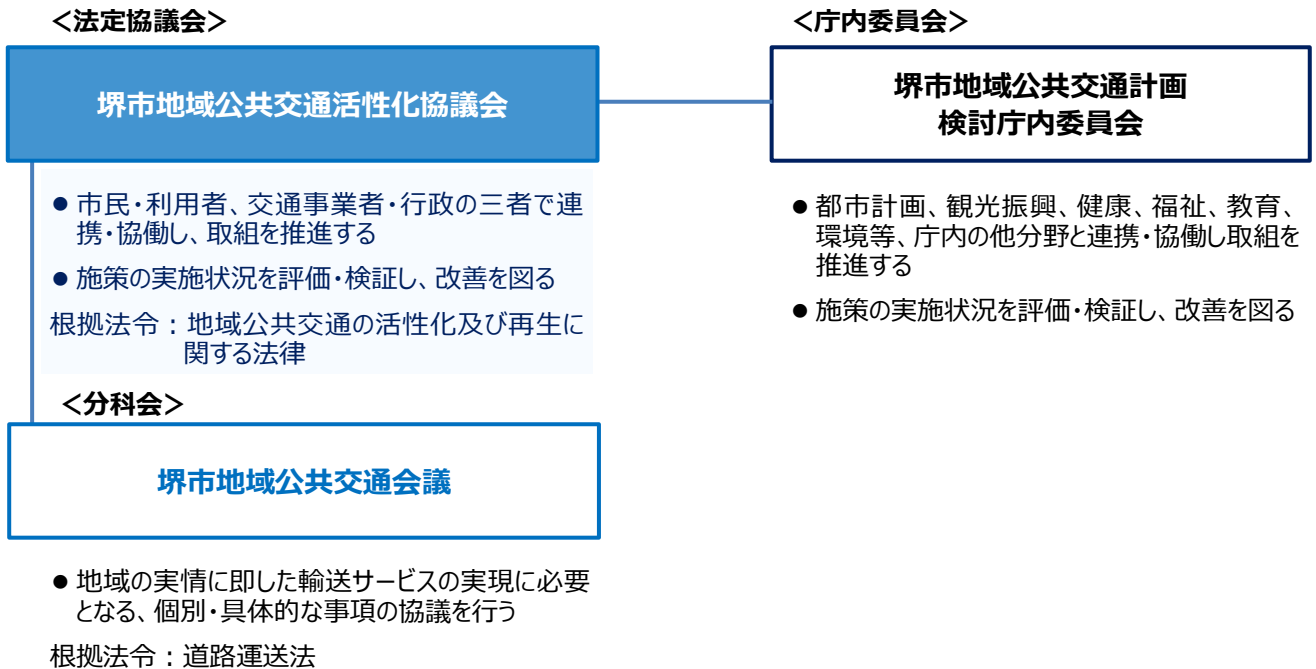 <法定協議会>
堺市地域公共交通活性化協議会
● 市民・利用者、交通事業者・行政の三者で連
携・協働し、取組を推進する
● 施策の実施状況を評価・検証し、改善を図る
根拠法令：地域公共交通の活性化及び再生に
関する法律
<分科会>
堺市地域公共交通会議
● 地域の実情に即した輸送サービスの実現に必要
となる、個別・具体的な事項の協議を行う
根拠法令：道路運送法
<庁内委員会>
堺市地域公共交通計画
検討庁内委員会
● 都市計画、観光振興、健康、福祉、教育、
環境等、庁内の他分野と連携・協働し取組を
推進する
● 施策の実施状況を評価・検証し、改善を図る